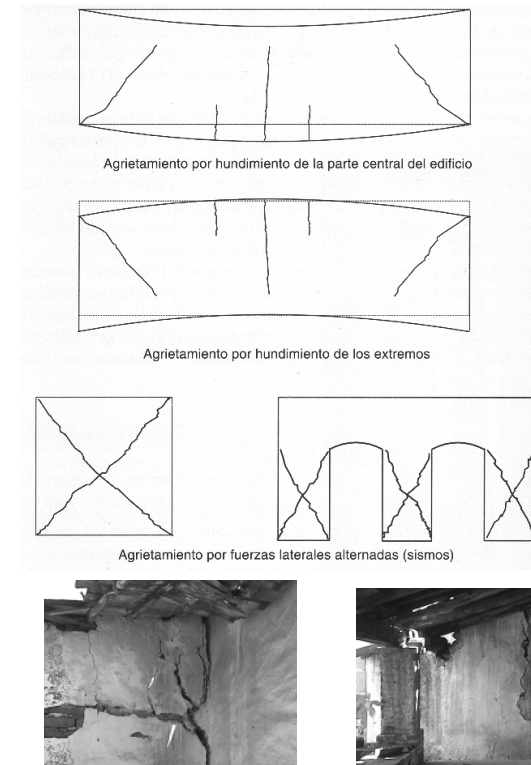 Agrietamiento por hundimiento de la parte central del edificio
Agrietamiento por hundimiento de los extremos
Agrietamiento por fuerzas laterales alternadas (sismos)